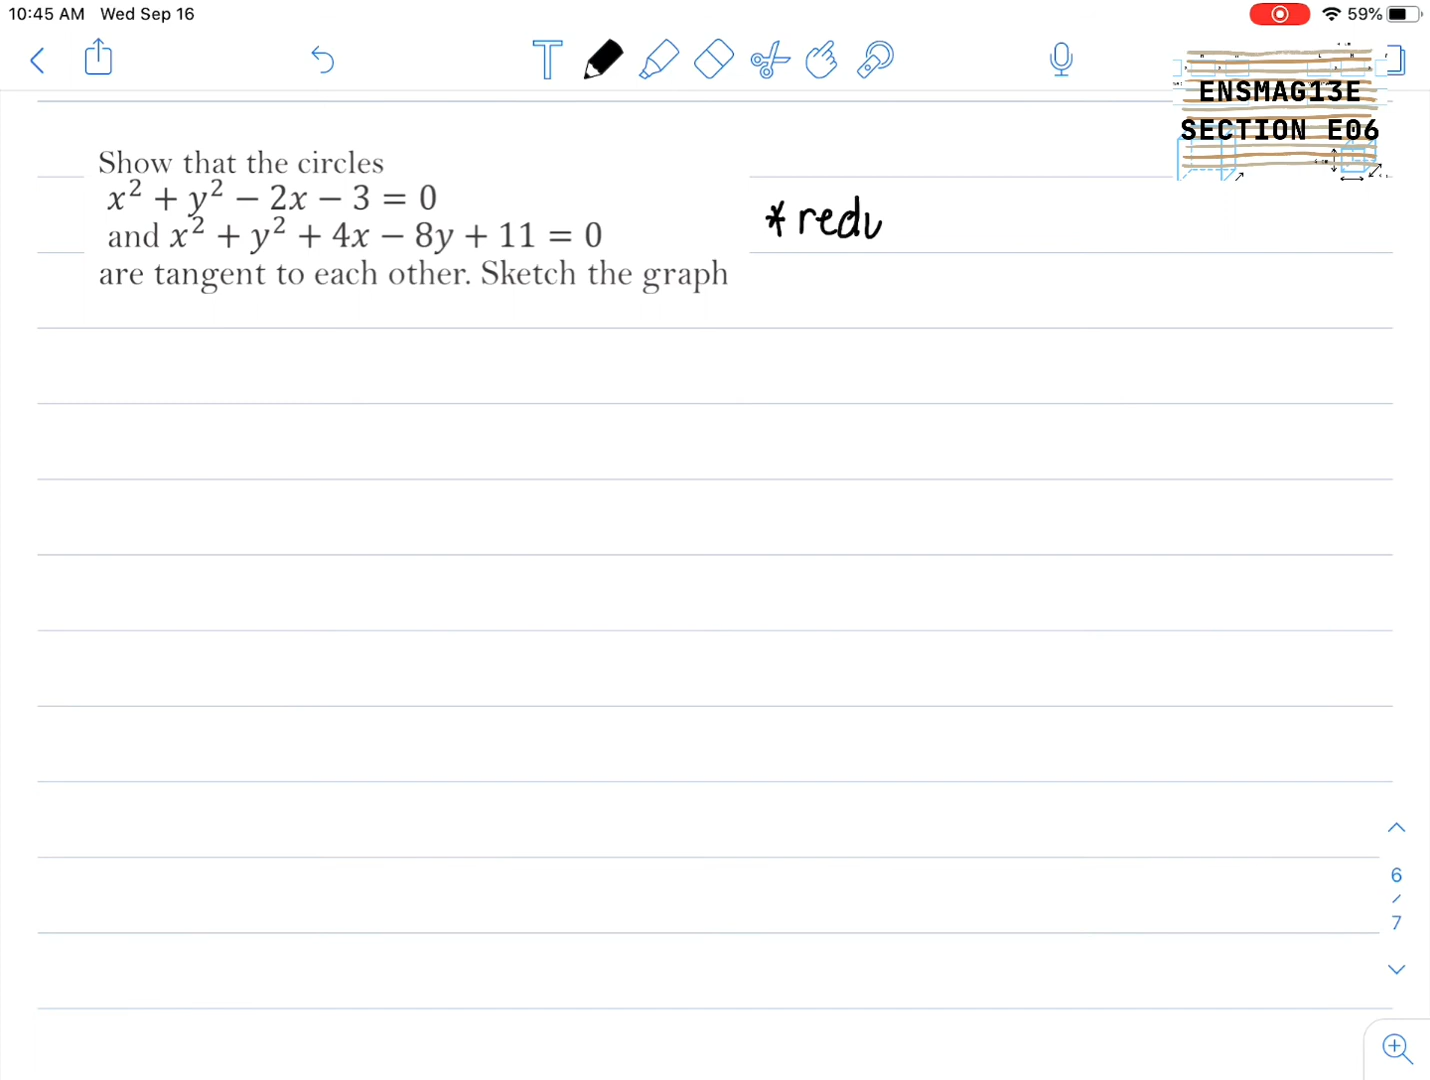 10:45 AM Wed Sep 16
59%
ENSMAG13E
SECTION E06
Show that the circles
x² + y² − 2x − 3 = 0
and x² + y² + 4x − 8y + 11 = 0
are tangent to each other. Sketch the graph
* redu
6
/
7